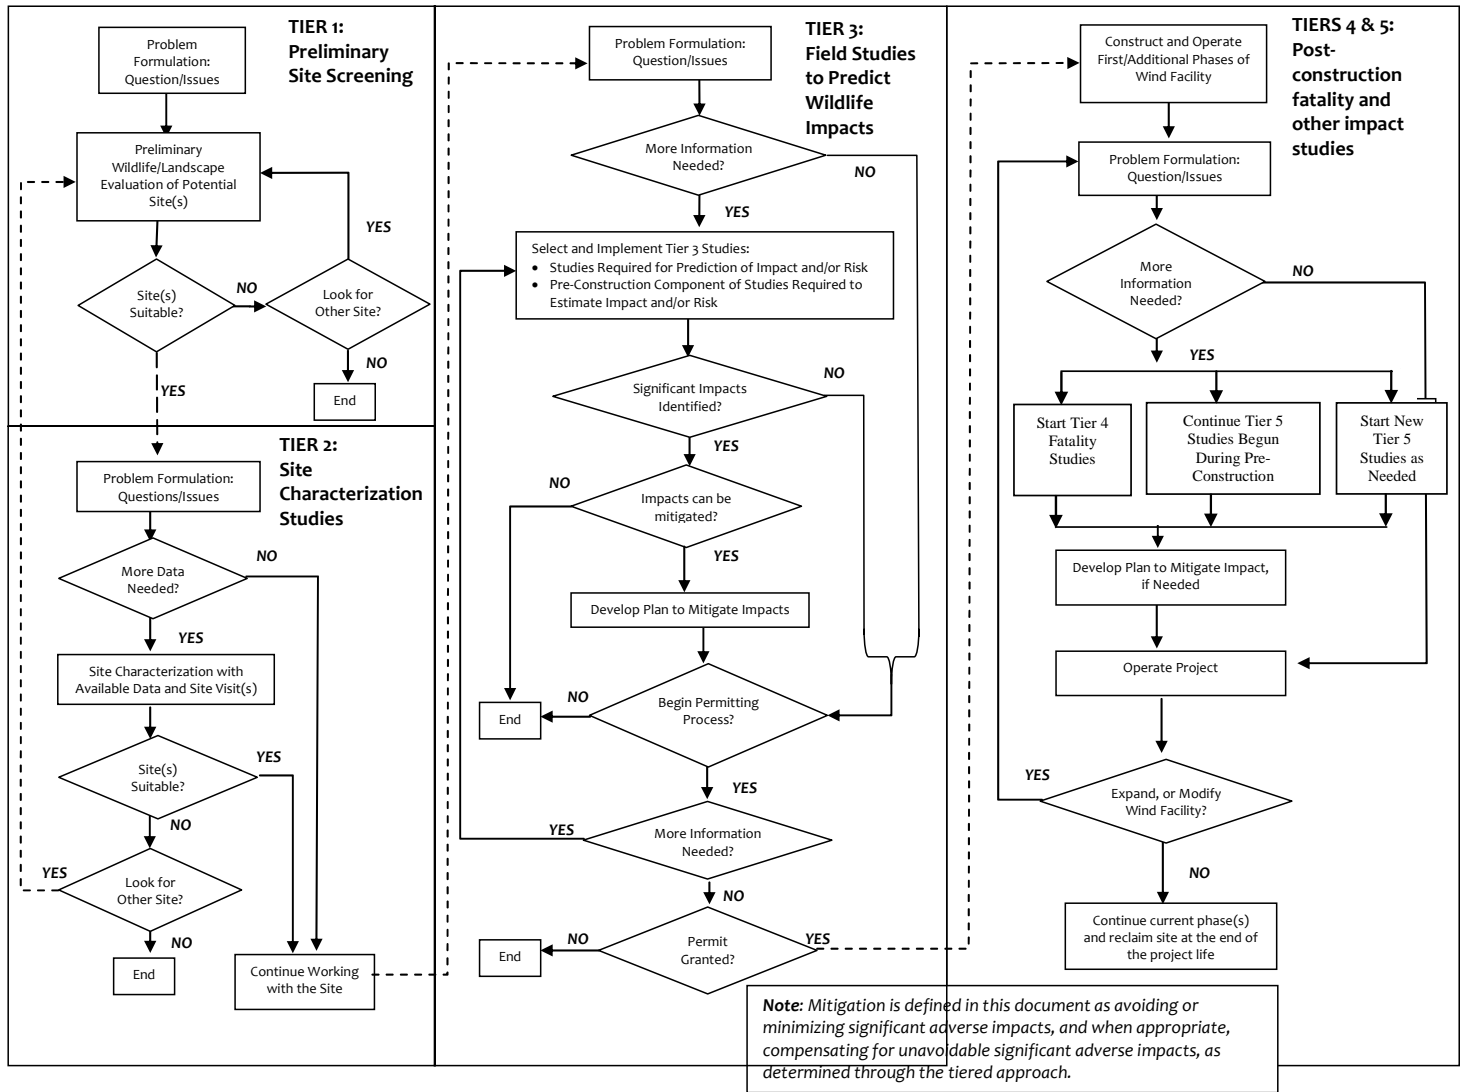 TIER 1:
Preliminary
Site Screening
Problem
Formulation:
Question/Issues
Preliminary
Wildlife/Landscape
Evaluation of Potential
Site(s)
YES
Site(s)
Suitable?
NO
Look for
Other Site?
NO
End
YES
TIER 2:
Site
Characterization
Studies
Problem Formulation:
Questions/Issues
NO
More Data
Needed?
YES
Site Characterization with
Available Data and Site Visit(s)
YES
Site(s)
Suitable?
NO
YES
Look for
Other Site?
NO
End
Continue Working
with the Site
TIER 3:
Field Studies
to Predict
Wildlife
Impacts
Problem Formulation:
Question/Issues
More Information
Needed?
NO
YES
Select and Implement Tier 3 Studies:
• Studies Required for Prediction of Impact and/or Risk
• Pre-Construction Component of Studies Required to
Estimate Impact and/or Risk
NO
Significant Impacts
Identified?
YES
NO
Impacts can be
mitigated?
YES
Develop Plan to Mitigate Impacts
NO
Begin Permitting
Process?
End
YES
YES
More Information
Needed?
NO
NO
Permit
Granted?
YES
End
TIERS 4 & 5:
Post-
construction
fatality and
other impact
studies
Construct and Operate
First/Additional Phases of
Wind Facility
Problem Formulation:
Question/Issues
More
Information
Needed?
NO
YES
Start Tier 4
Fatality
Studies
Continue Tier 5
Studies Begun
During Pre-
Construction
Start New
Tier 5
Studies as
Needed
Develop Plan to Mitigate Impact,
if Needed
Operate Project
YES
Expand, or Modify
Wind Facility?
NO
Continue current phase(s)
and reclaim site at the end of
the project life
Note: Mitigation is defined in this document as avoiding or
minimizing significant adverse impacts, and when appropriate,
compensating for unavoidable significant adverse impacts, as
determined through the tiered approach.